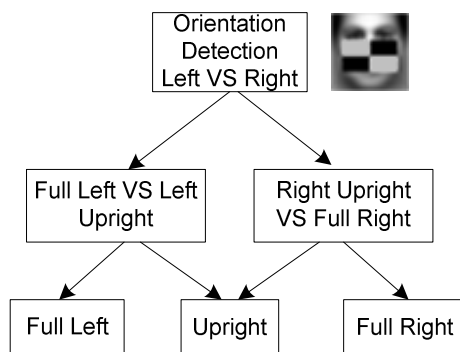 Orientation
Detection
Left VS Right
Full Left VS Left
Upright
Right Upright
VS Full Right
Full Left
Upright
Full Right